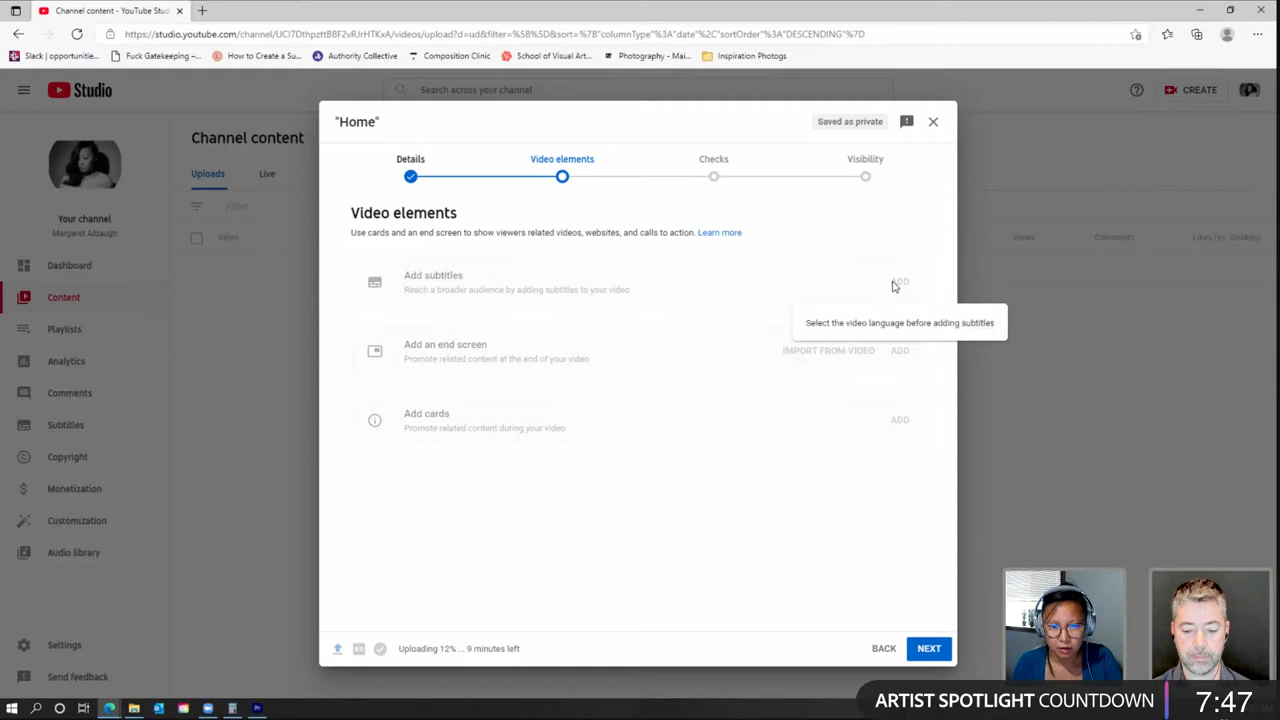 Channel content - YouTube Studio
https://studio.youtube.com/channel/UCI7DthpzttBBF2vRJrHTKxA/videos/upload?d=ud&filter=%5B%5D&sort=%7B"columnType"%3A"date"%2C"sortOrder"%3A"DESCENDING"%7D
Slack | opportunitie... Fuck Gatekeeping –... How to Create a Su... Authority Collective Composition Clinic School of Visual Art... Photography - Mai... Inspiration Photogs
Studio Search across your channel CREATE
"Home" Saved as private
Channel content
Details Video elements Checks Visibility
Uploads Live
Filter
Your channel
Margaret Albaugh
Video Views Comments Likes (vs. dislikes)
Video elements
Use cards and an end screen to show viewers related videos, websites, and calls to action. Learn more
Dashboard
Content
Playlists
Analytics
Comments
Subtitles
Copyright
Monetization
Customization
Audio library
Settings
Send feedback
Add subtitles ADD
Reach a broader audience by adding subtitles to your video
Select the video language before adding subtitles
Add an end screen IMPORT FROM VIDEO ADD
Promote related content at the end of your video
Add cards ADD
Promote related content during your video
Uploading 12% ... 9 minutes left BACK NEXT
ARTIST SPOTLIGHT COUNTDOWN 7:47